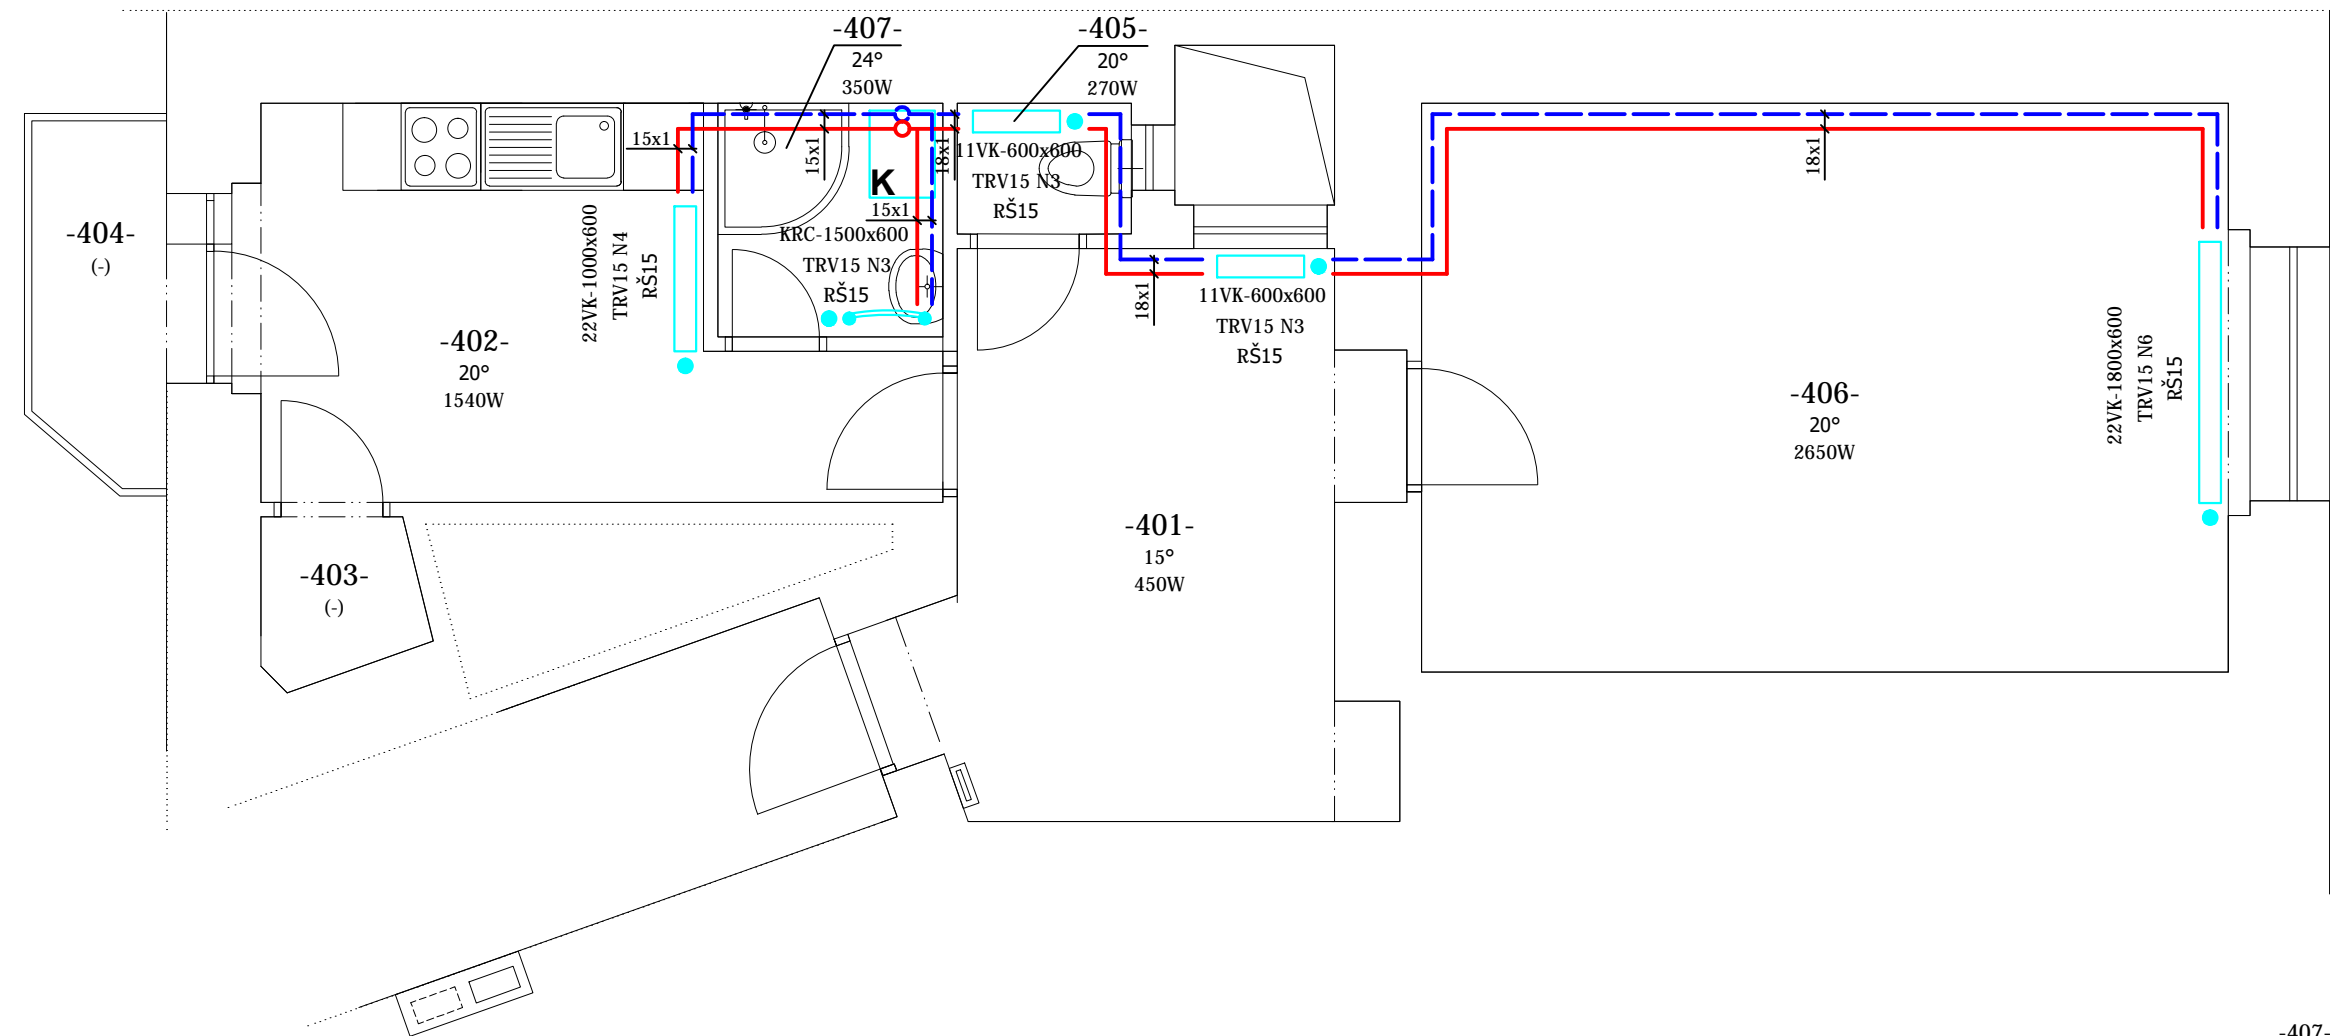 -407-
24°
350W
-405-
20°
270W
15x1
15x1
18x1
11VK-600x600
TRV15 N3
RŠ15
18x1
K
15x1
KRC-1500x600
TRV15 N3
RŠ15
22VK-1000x600
TRV15 N4
RŠ15
-404-
(-)
-402-
20°
1540W
18x1
11VK-600x600
TRV15 N3
RŠ15
-406-
20°
2650W
22VK-1800x600
TRV15 N6
RŠ15
-401-
15°
450W
-403-
(-)
-407-